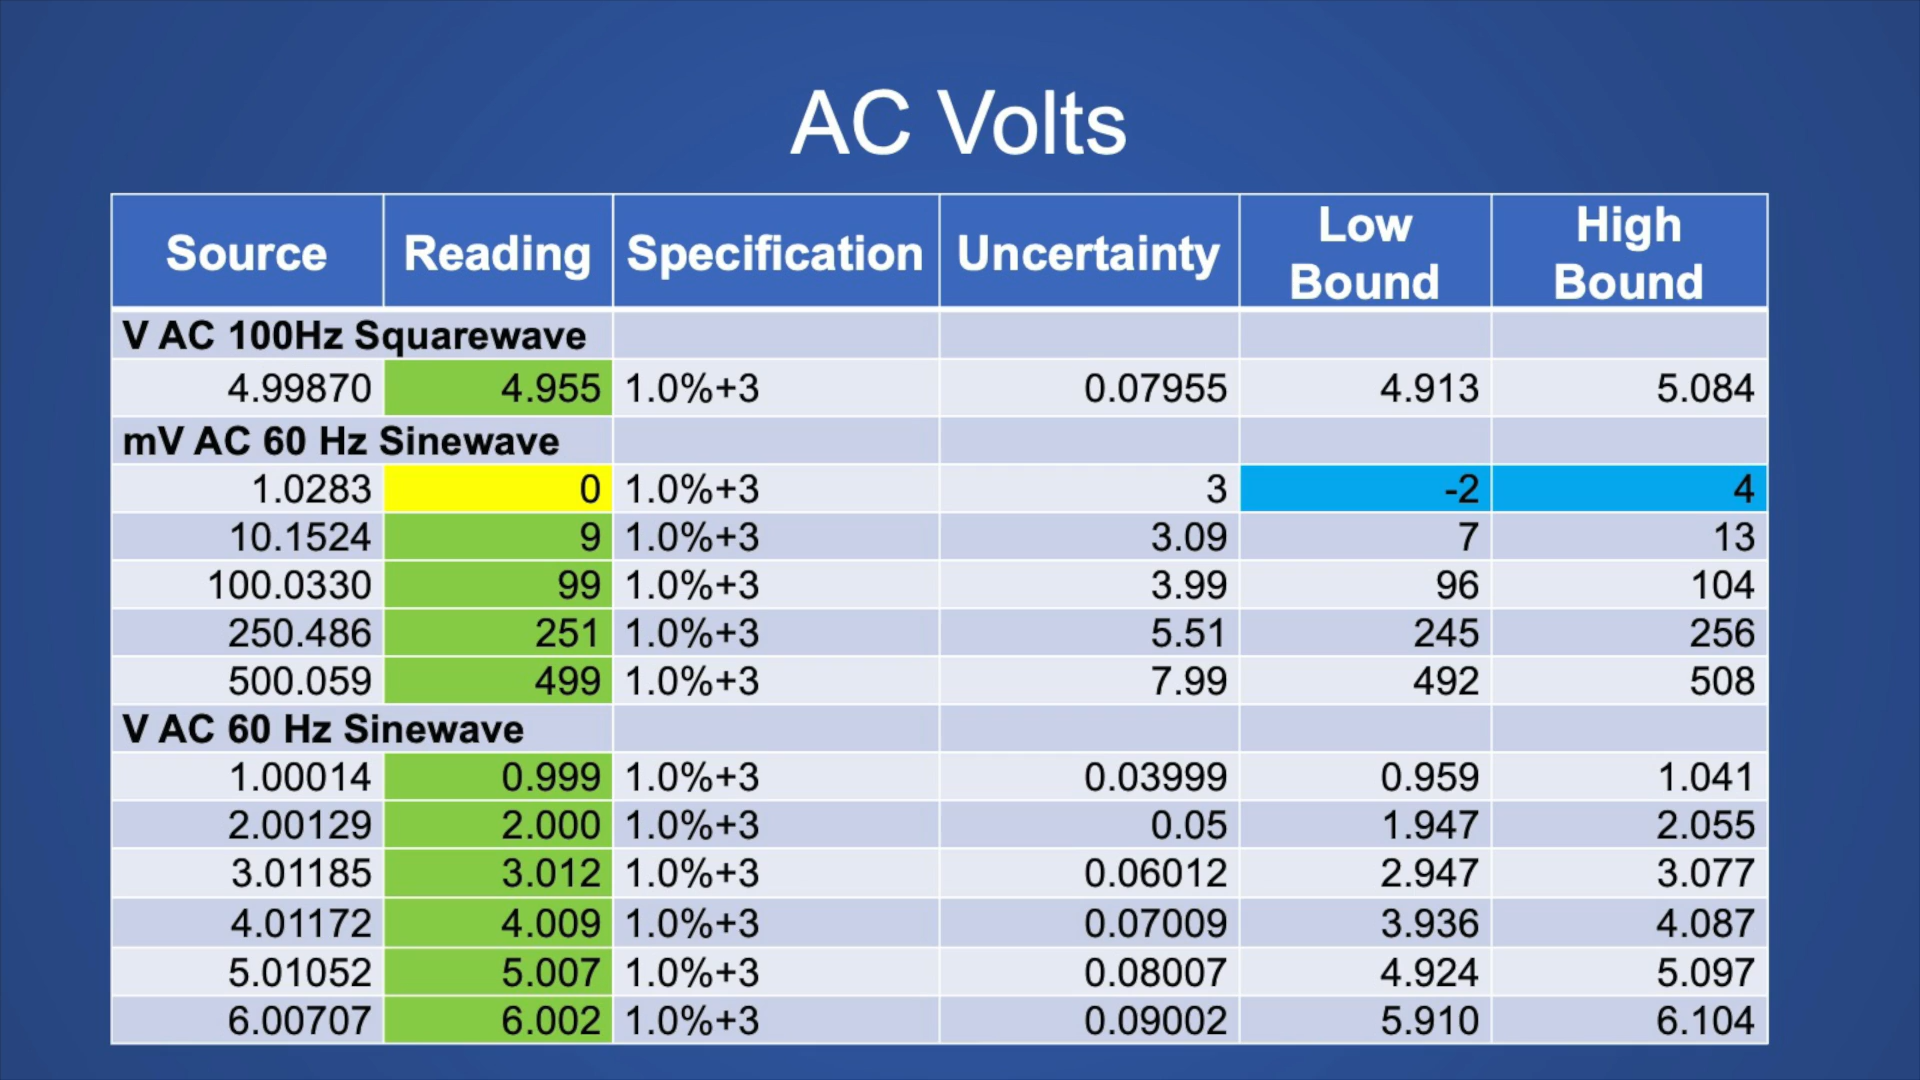 AC Volts
Source Reading Specification Uncertainty Low Bound High Bound
V AC 100Hz Squarewave
4.99870 4.955 1.0%+3 0.07955 4.913 5.084
mV AC 60 Hz Sinewave
1.0283 0 1.0%+3 3 -2 4
10.1524 9 1.0%+3 3.09 7 13
100.0330 99 1.0%+3 3.99 96 104
250.486 251 1.0%+3 5.51 245 256
500.059 499 1.0%+3 7.99 492 508
V AC 60 Hz Sinewave
1.00014 0.999 1.0%+3 0.03999 0.959 1.041
2.00129 2.000 1.0%+3 0.05 1.947 2.055
3.01185 3.012 1.0%+3 0.06012 2.947 3.077
4.01172 4.009 1.0%+3 0.07009 3.936 4.087
5.01052 5.007 1.0%+3 0.08007 4.924 5.097
6.00707 6.002 1.0%+3 0.09002 5.910 6.104